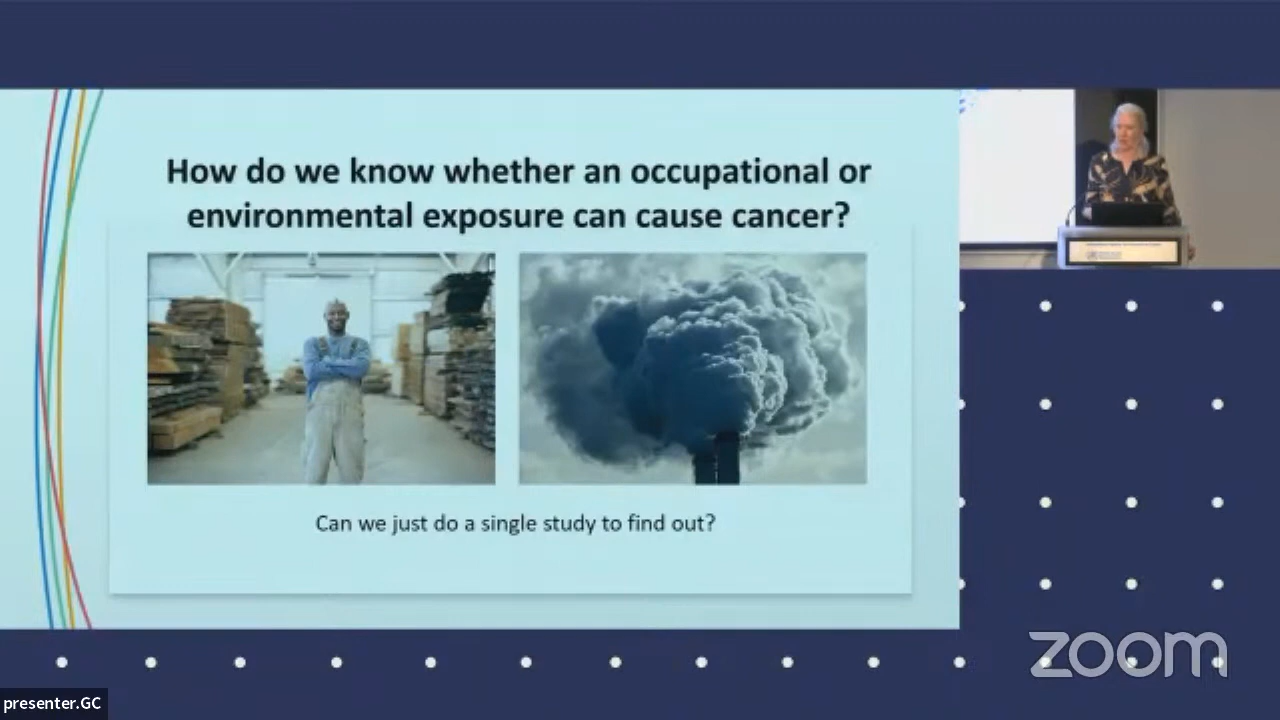 How do we know whether an occupational or
environmental exposure can cause cancer?
Can we just do a single study to find out?
zoom
presenter.GC